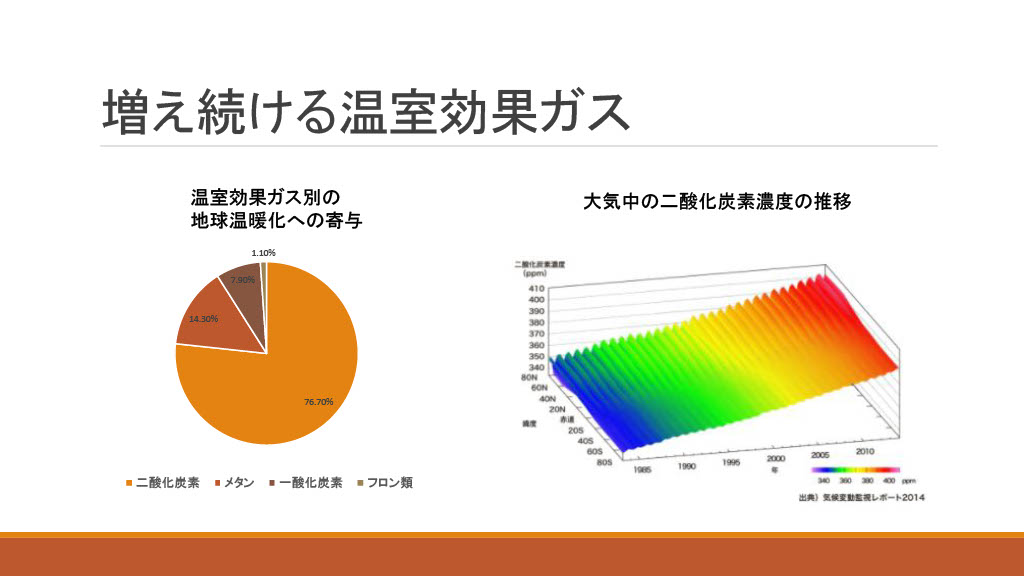 増え続ける温室効果ガス
温室効果ガス別の
地球温暖化への寄与
1.10%
7.90%
14.30%
76.70%
二酸化炭素 メタン 一酸化炭素 フロン類
大気中の二酸化炭素濃度の推移
二酸化炭素濃度
(ppm)
410
400
390
380
370
360
350
340
80N
60N
40N
20N
赤道
20S
40S
60S
80S
緯度
1985 1990 1995 2000 2005 2010
年
340 360 380 400 ppm
出典）気候変動監視レポート2014